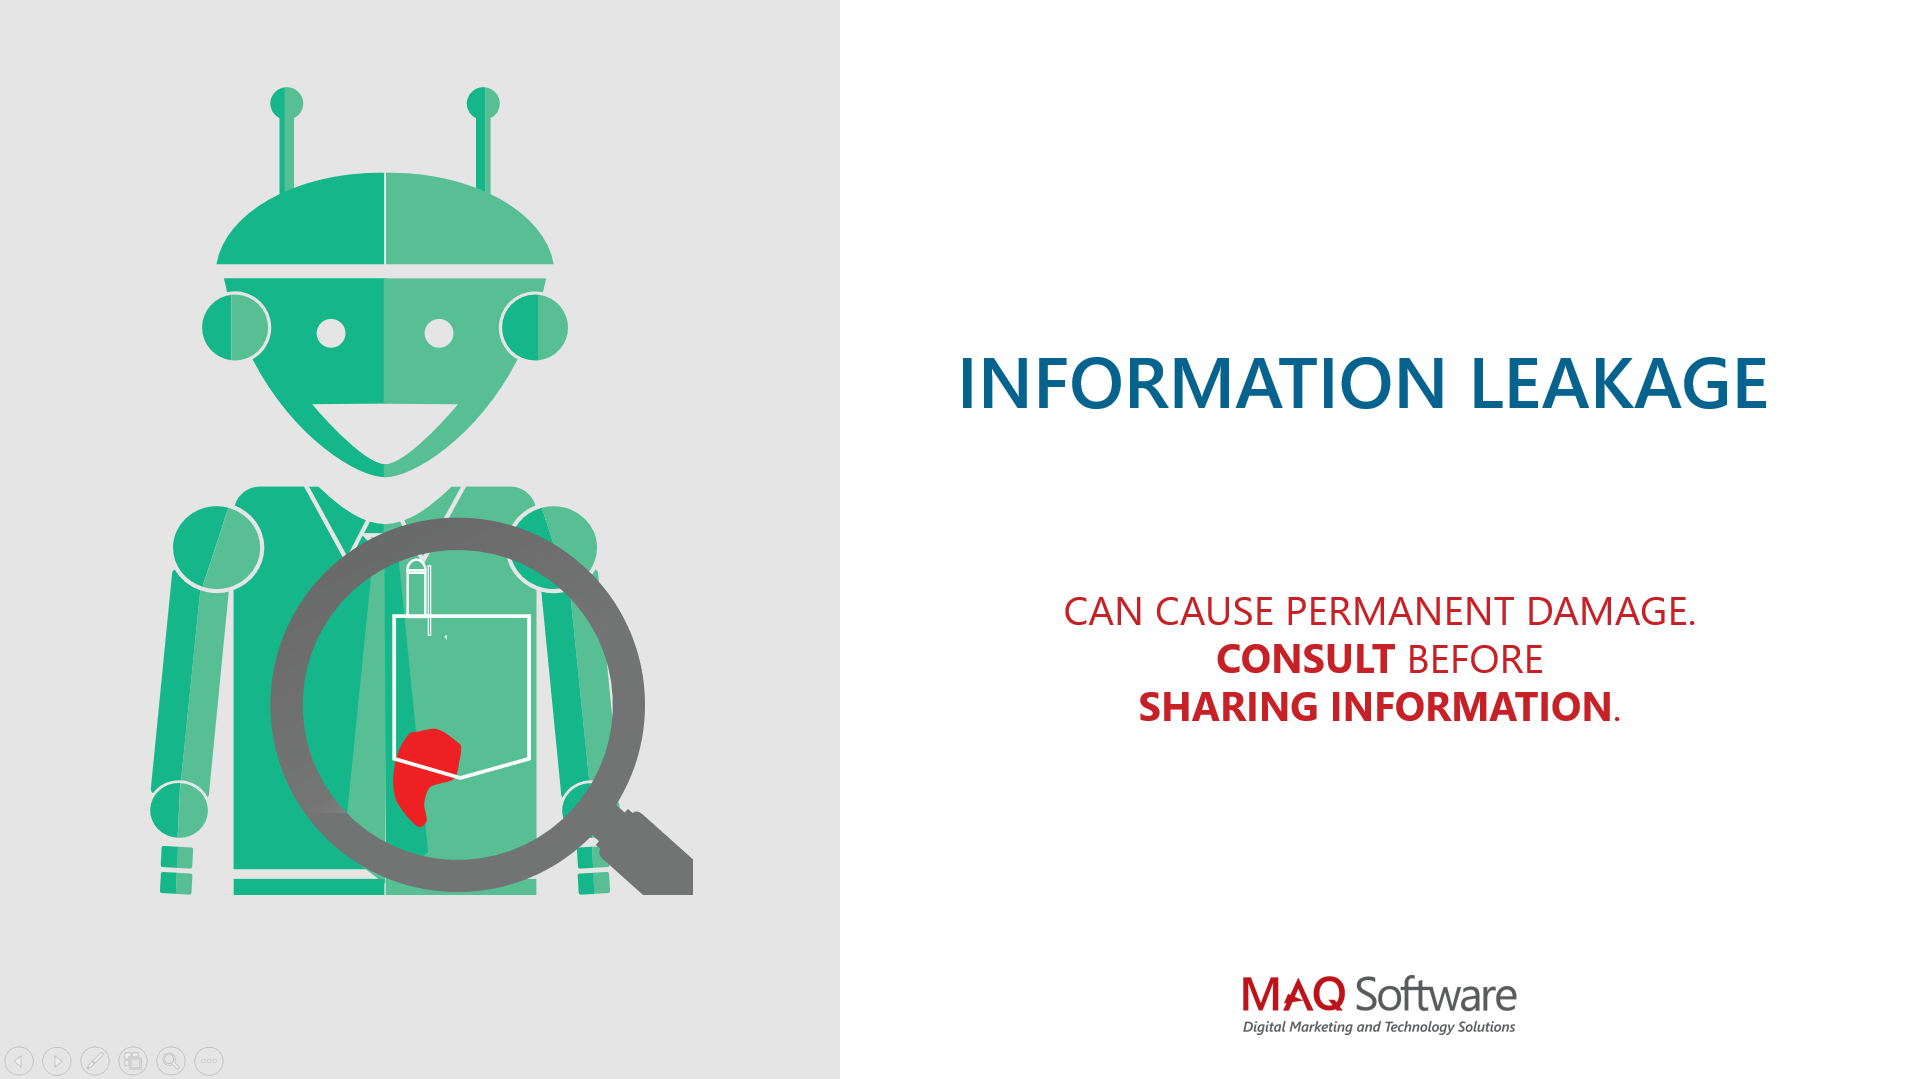 INFORMATION LEAKAGE
CAN CAUSE PERMANENT DAMAGE.
CONSULT BEFORE
SHARING INFORMATION.
MAQ Software
Digital Marketing and Technology Solutions